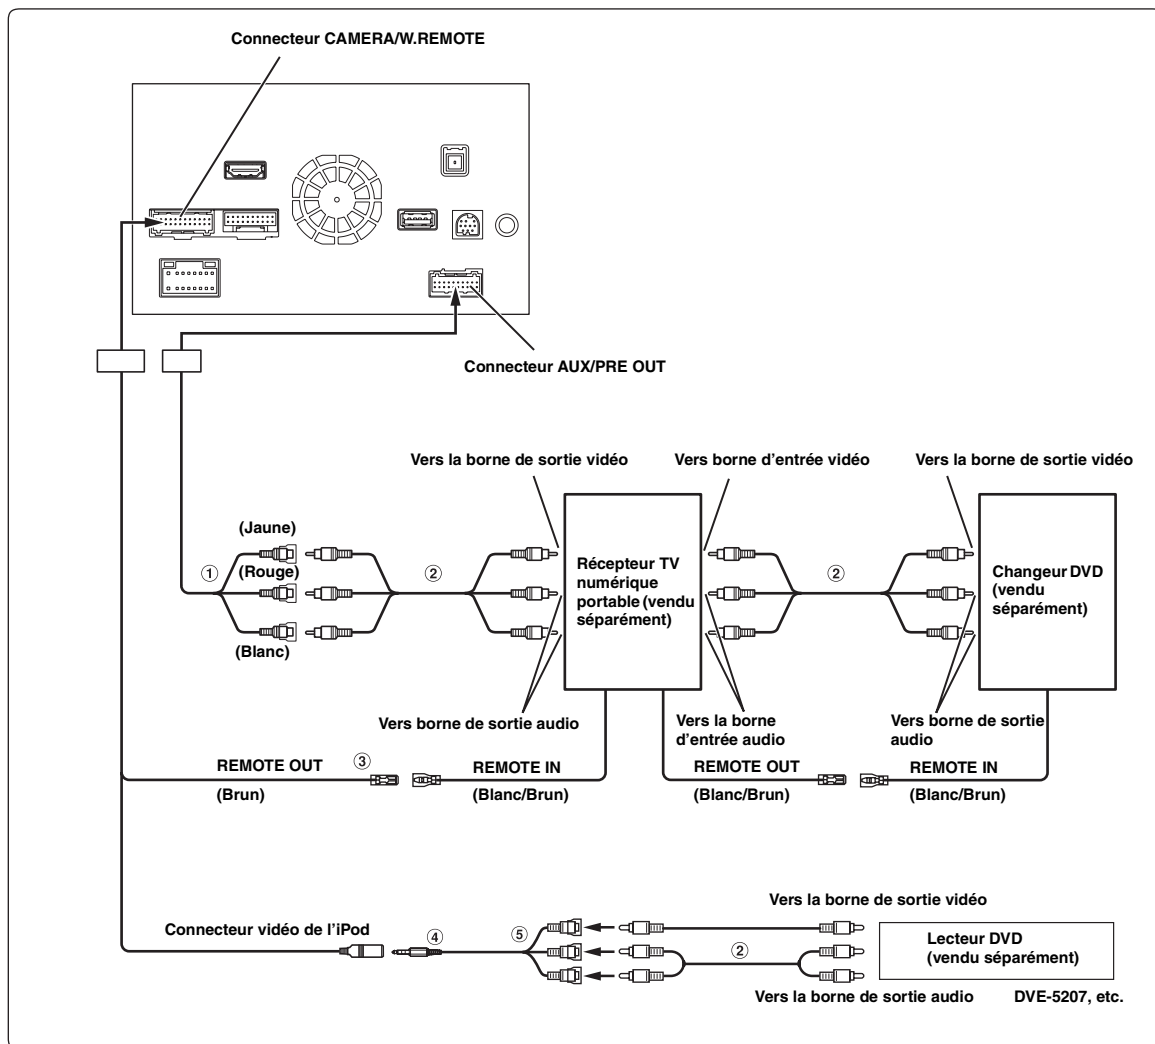 Connecteur CAMERA/W.REMOTE
Connecteur AUX/PRE OUT
Vers la borne de sortie vidéo
Vers borne d'entrée vidéo
Vers la borne de sortie vidéo
(Jaune)
①
(Rouge)
②
(Blanc)
Récepteur TV
numérique
portable (vendu
séparément)
②
Changeur DVD
(vendu
séparément)
Vers borne de sortie audio
Vers la borne
d'entrée audio
Vers borne de sortie
audio
REMOTE OUT
③
(Brun)
REMOTE IN
(Blanc/Brun)
REMOTE OUT
(Blanc/Brun)
REMOTE IN
(Blanc/Brun)
Vers la borne de sortie vidéo
Connecteur vidéo de l'iPod
④
⑤
②
Lecteur DVD
(vendu séparément)
Vers la borne de sortie audio
DVE-5207, etc.